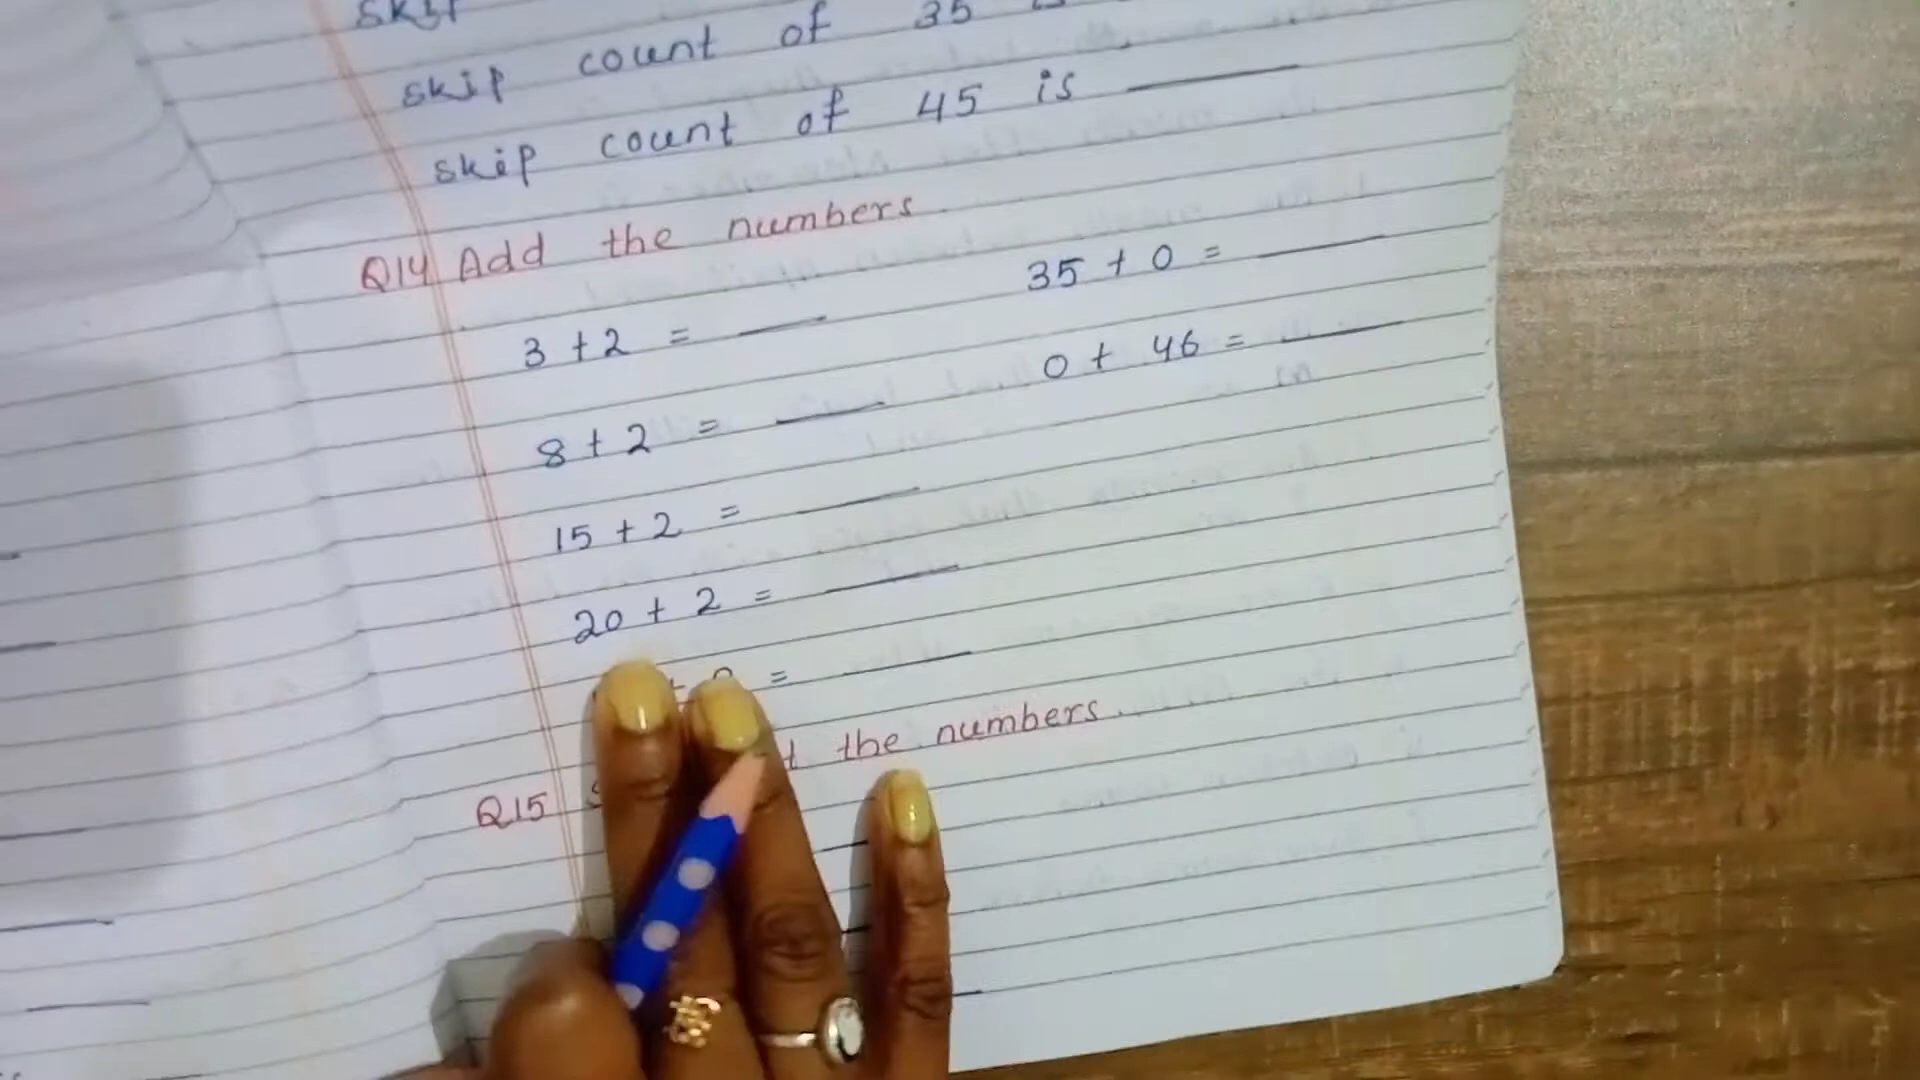 skip count of 35
skip count of 45 is
Q14 Add the numbers
3 + 2 = 35 + 0 =
8 + 2 = 0 + 46 =
15 + 2 =
20 + 2 =
=
Q15 the numbers